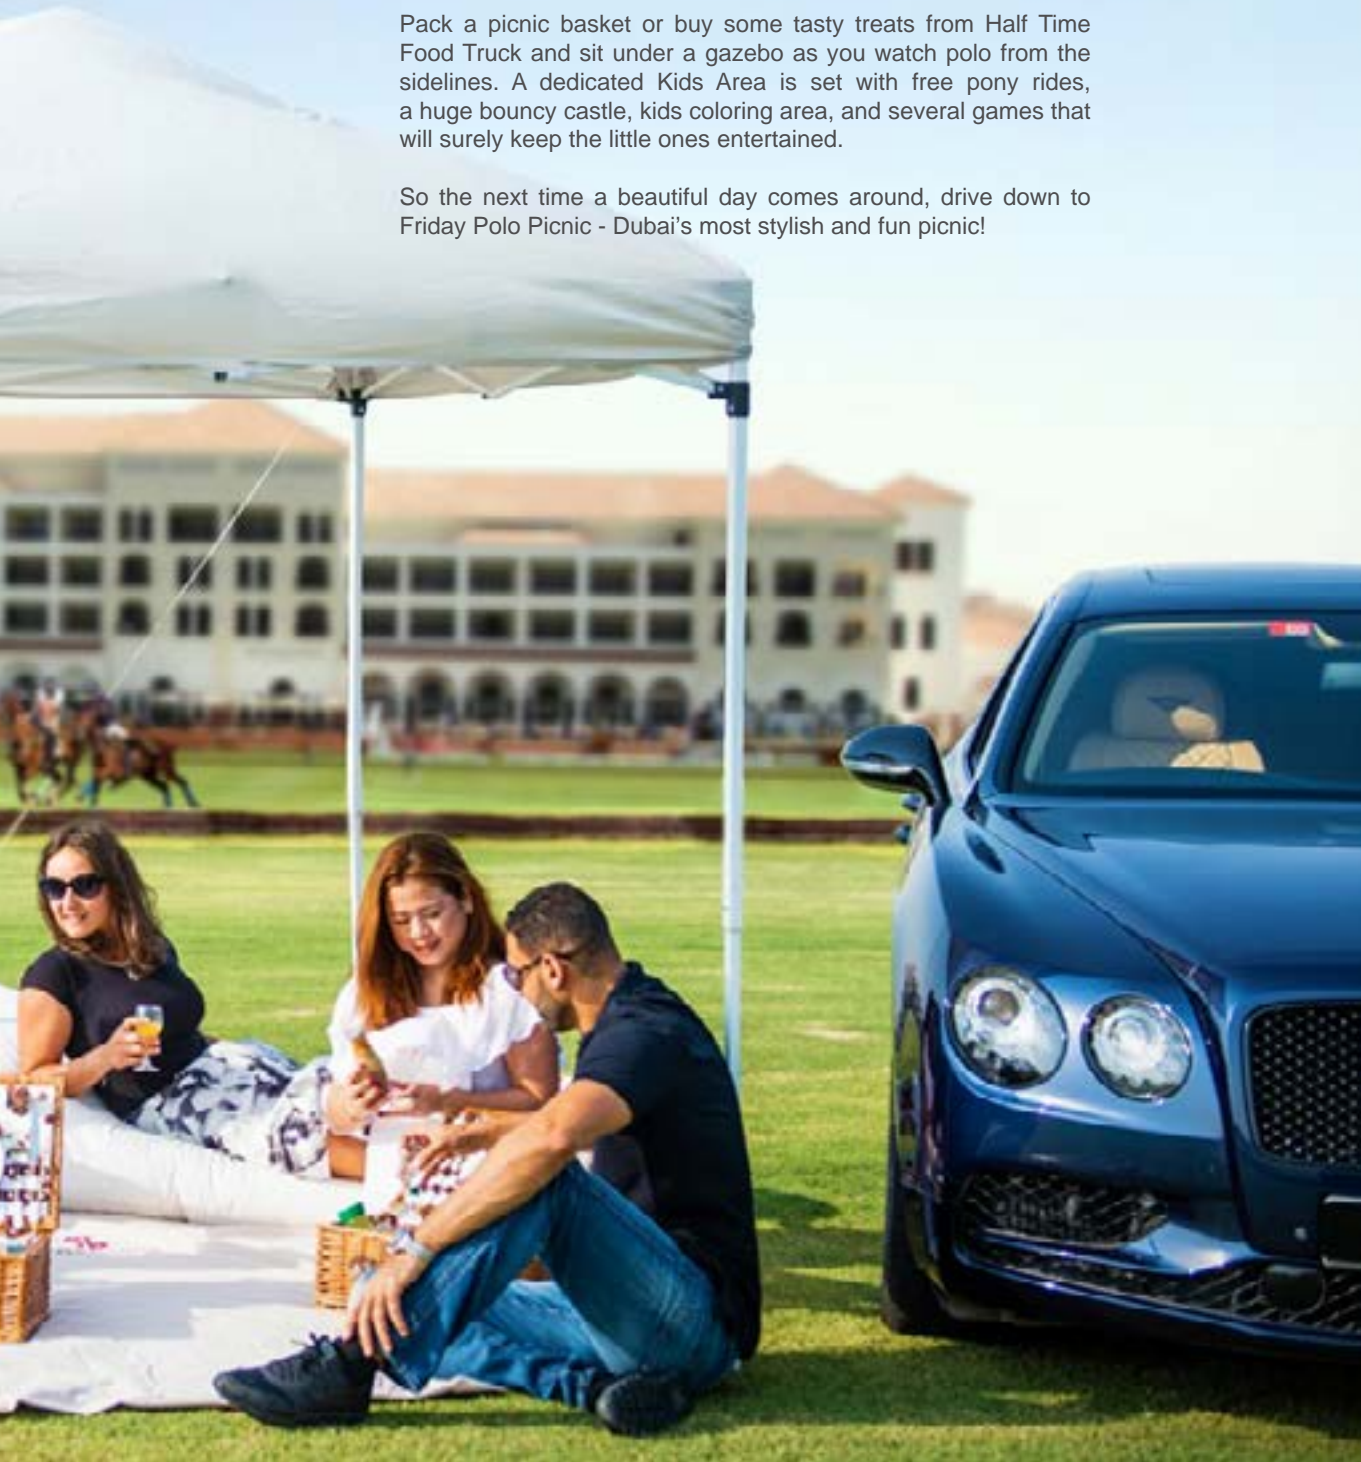 Pack a picnic basket or buy some tasty treats from Half Time
Food Truck and sit under a gazebo as you watch polo from the
sidelines. A dedicated Kids Area is set with free pony rides,
a huge bouncy castle, kids coloring area, and several games that
will surely keep the little ones entertained.
So the next time a beautiful day comes around, drive down to
Friday Polo Picnic - Dubai's most stylish and fun picnic!